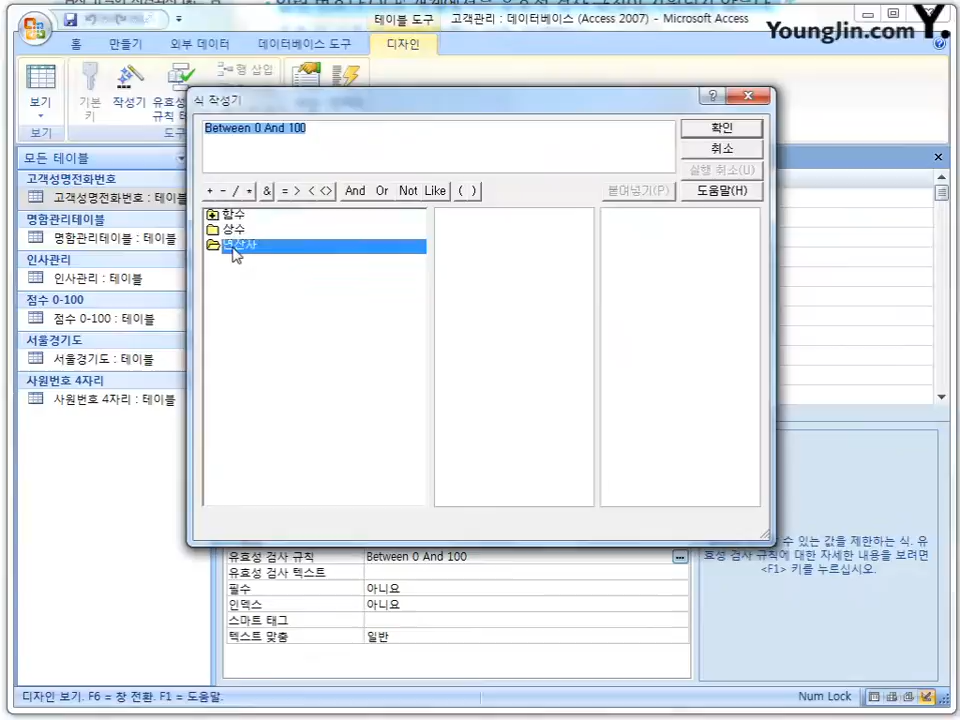 테이블 도구
고객관리 : 데이터베이스 (Access 2007) - Microsoft Access
YoungJin.com Y.
홈
만들기
외부 데이터
데이터베이스 도구
디자인
보기
기본
키
작성기
유효성
규칙
행 삽입
보기
도구
식 작성기
Between 0 And 100
확인
취소
실행 취소(U)
+ - / *
&
= > < <>
And Or Not Like
( )
붙여넣기(P)
도움말(H)
함수
상수
연산자
모든 테이블
고객성명전화번호
고객성명전화번호 : 테이블
명함관리테이블
명함관리테이블 : 테이블
인사관리
인사관리 : 테이블
점수 0-100
점수 0-100 : 테이블
서울경기도
서울경기도 : 테이블
사원번호 4자리
사원번호 4자리 : 테이블
유효성 검사 규칙
Between 0 And 100
...
유효성 검사 텍스트
필수
아니요
인덱스
아니요
스마트 태그
텍스트 맞춤
일반
수 있는 값을 제한하는 식. 유
효성 검사 규칙에 대한 자세한 내용을 보려면
<F1> 키를 누르십시오.
디자인 보기. F6 = 창 전환. F1 = 도움말.
Num Lock